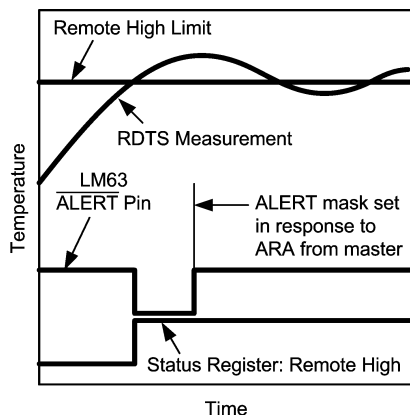 Remote High Limit
RDTS Measurement
LM63
ALERT Pin
ALERT mask set
in response to
ARA from master
Status Register: Remote High
Temperature
Time